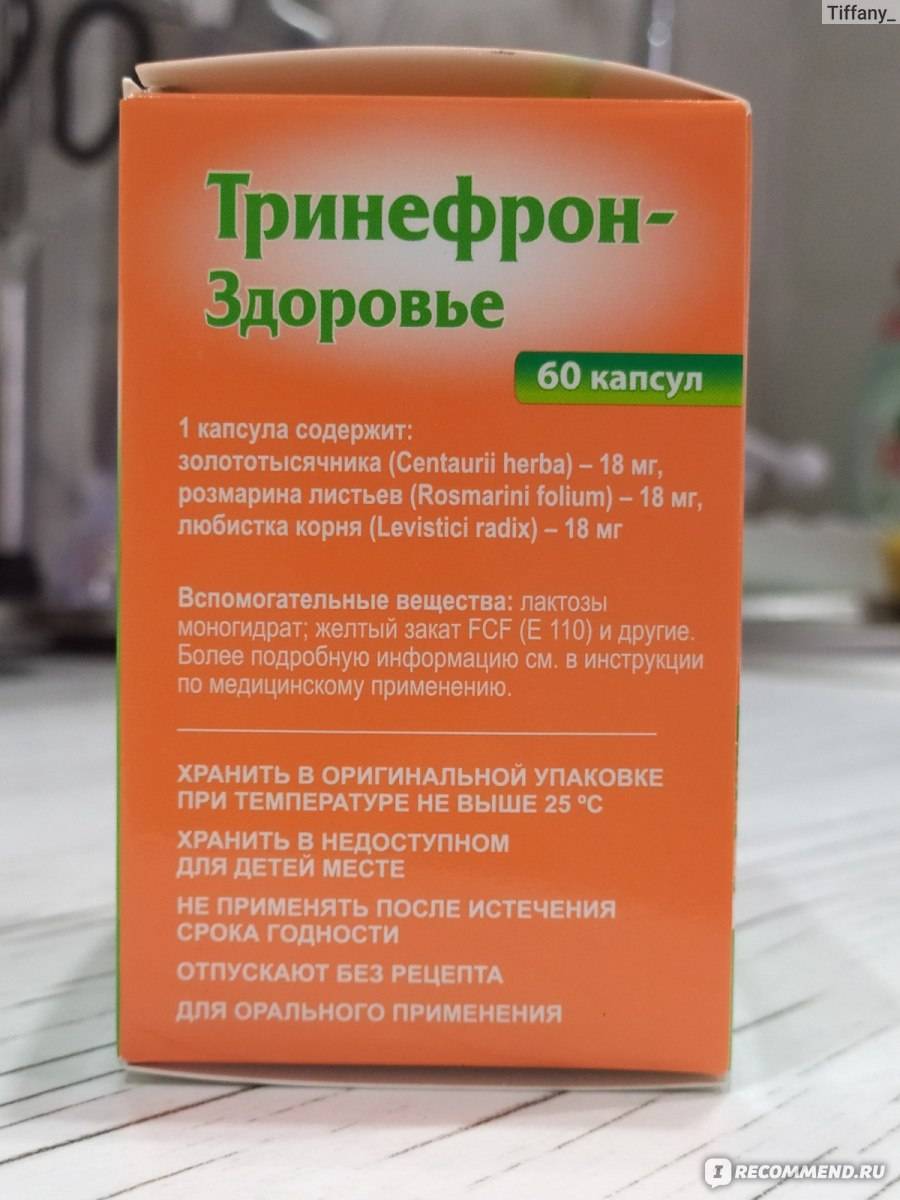 Tiffany_
Тринефрон-
Здоровье
60 капсул
1 капсула содержит:
золототысячника (Centaurii herba) – 18 мг,
розмарина листьев (Rosmarini folium) – 18 мг,
любистка корня (Levistici radix) – 18 мг
Вспомогательные вещества: лактозы
моногидрат; желтый закат FCF (E 110) и другие.
Более подробную информацию см. в инструкции
по медицинскому применению.
ХРАНИТЬ В ОРИГИНАЛЬНОЙ УПАКОВКЕ
ПРИ ТЕМПЕРАТУРЕ НЕ ВЫШЕ 25 ºС
ХРАНИТЬ В НЕДОСТУПНОМ
ДЛЯ ДЕТЕЙ МЕСТЕ
НЕ ПРИМЕНЯТЬ ПОСЛЕ ИСТЕЧЕНИЯ
СРОКА ГОДНОСТИ
ОТПУСКАЮТ БЕЗ РЕЦЕПТА
ДЛЯ ОРАЛЬНОГО ПРИМЕНЕНИЯ
I RECOMMEND.RU